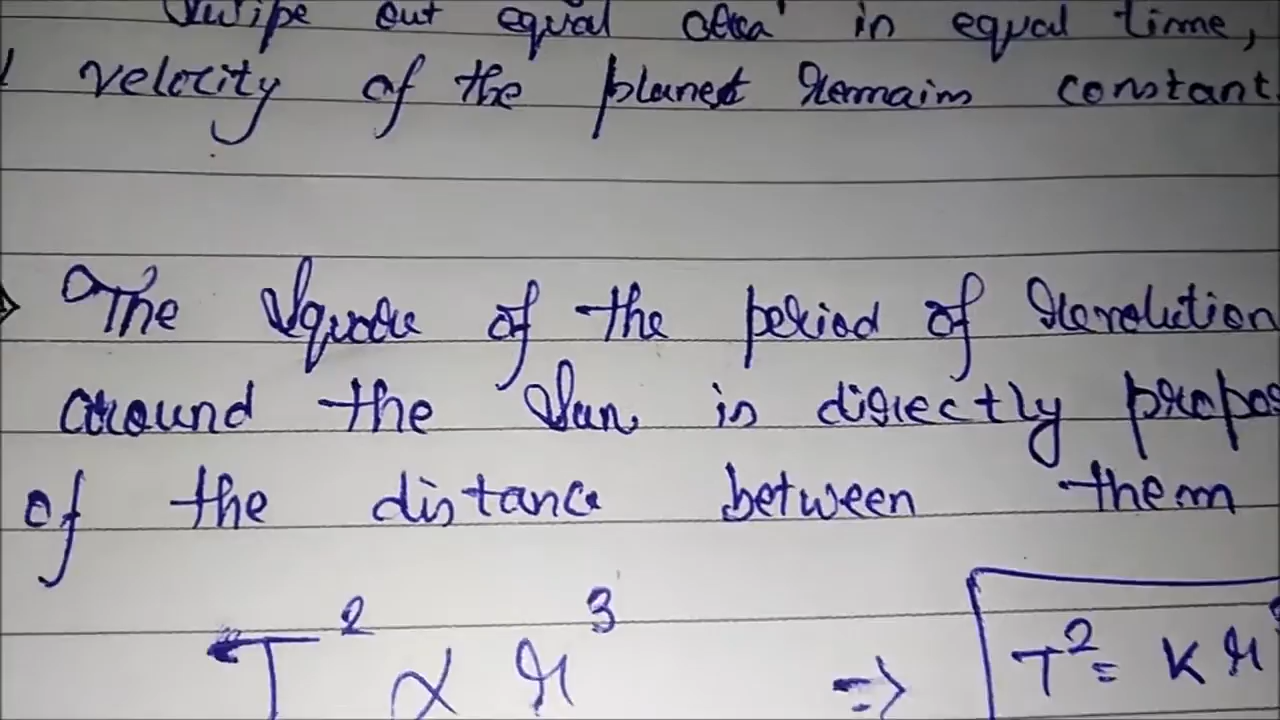 Swipe out equal area in equal time,
velocity of the planet remain constant.
The Square of the period of revolution
around the Sun is directly propo
of the distance between them
T² ∝ r³ => T² = K r